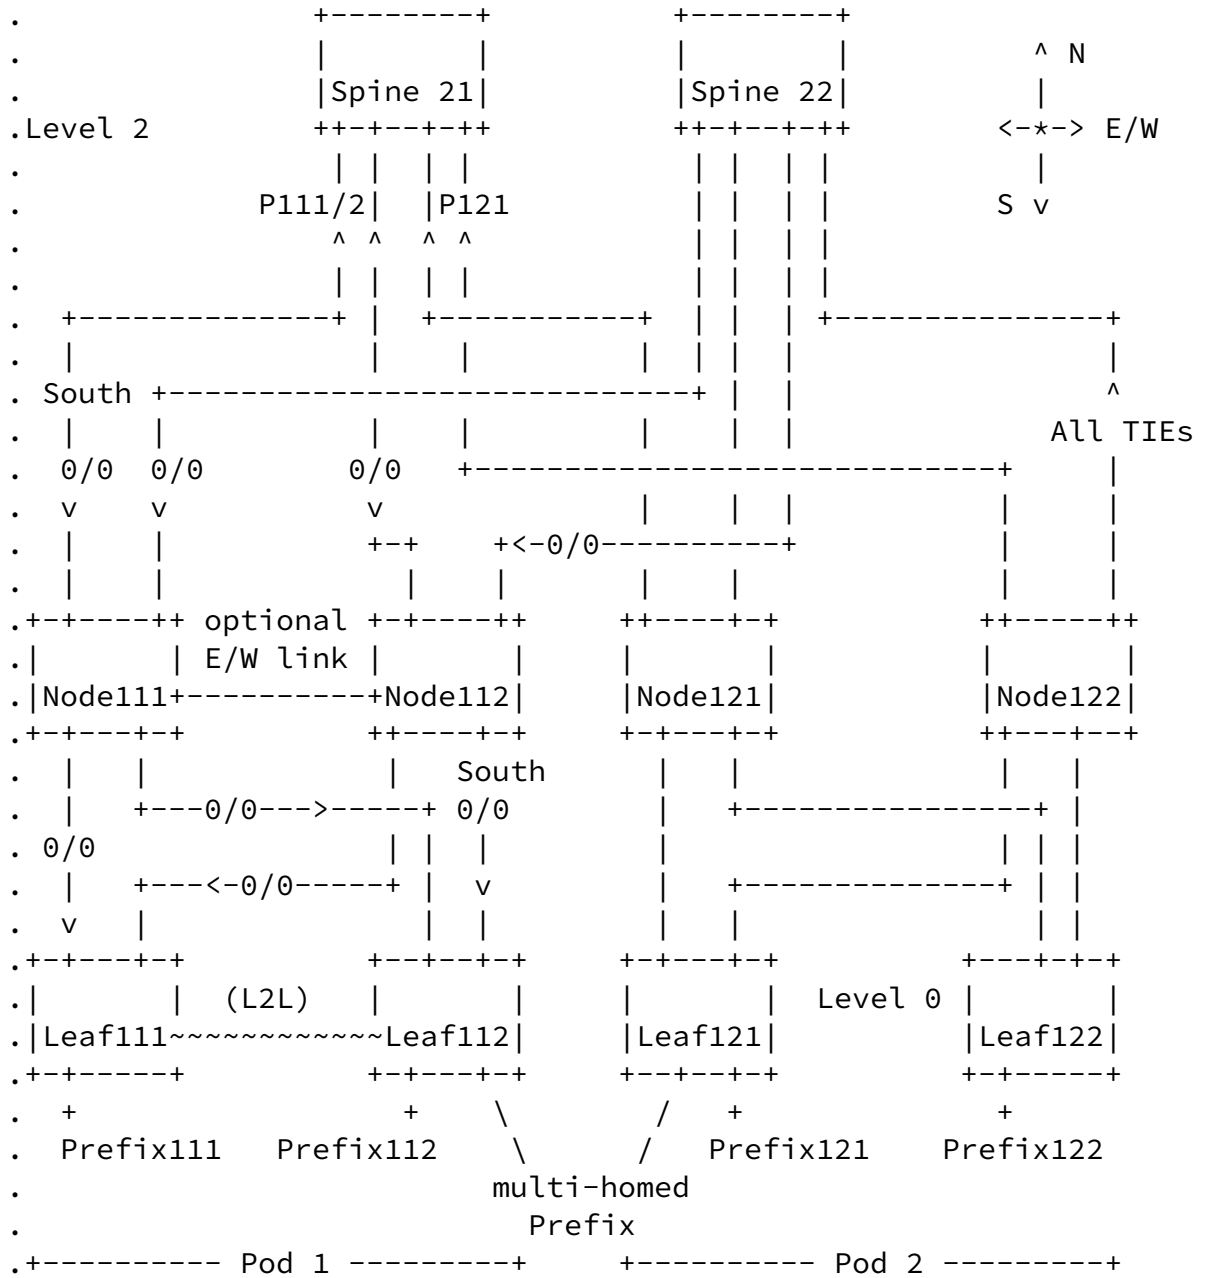 .                +--------+          +--------+
.                |        |          |        |          ^ N
.                |Spine 21|          |Spine 22|          |
.Level 2         ++-+--+-++          ++-+--+-++        <-*-> E/W
.                 | |  | |            | |  | |           |
.             P111/2|  |P121          | |  | |         S v
.                 ^ ^  ^ ^            | |  | |
.                 | |  | |            | |  | |
.  +--------------+ |  +-----------+  | |  | +---------------+
.  |                |    |         |  | |  |                 |
. South +-----------------------------+ |  |                 ^
.  |    |           |    |         |    |  |              All TIEs
.  0/0  0/0        0/0   +-----------------------------+     |
.  v    v           v              |    |  |           |     |
.  |    |           +-+    +<-0/0----------+           |     |
.  |    |             |    |       |    |              |     |
.+-+----++ optional +-+----++     ++----+-+           ++-----++
.|       | E/W link |       |     |       |           |       |
.|Node111+----------+Node112|     |Node121|           |Node122|
.+-+---+-+          ++----+-+     +-+---+-+           ++---+--+
.  |   |             |   South      |   |              |   |
.  |   +---0/0--->-----+ 0/0        |   +----------------+ |
. 0/0                | |  |         |                  | | |
.  |   +---<-0/0-----+ |  v         |   +--------------+ | |
.  v   |               |  |         |   |                | |
.+-+---+-+          +--+--+-+     +-+---+-+          +---+-+-+
.|       |  (L2L)   |       |     |       |  Level 0 |       |
.|Leaf111~~~~~~~~~~~~Leaf112|     |Leaf121|          |Leaf122|
.+-+-----+          +-+---+-+     +--+--+-+          +-+-----+
.  +                  +    \        /   +              +
.  Prefix111   Prefix112    \      /   Prefix121    Prefix122
.                          multi-homed
.                            Prefix
.+---------- Pod 1 ---------+     +---------- Pod 2 ---------+